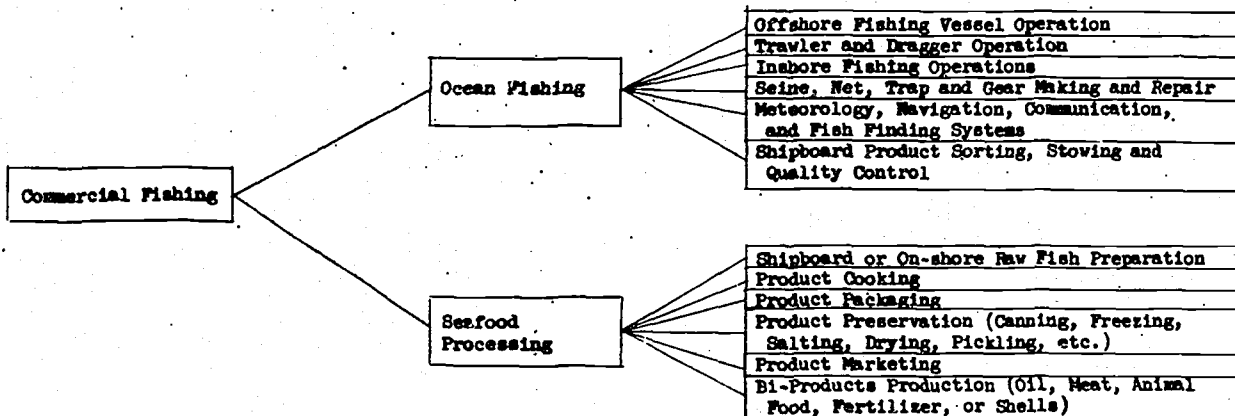 Commercial Fishing
Ocean Fishing
Offshore Fishing Vessel Operation
Trawler and Dragger Operation
Inshore Fishing Operations
Seine, Net, Trap and Gear Making and Repair
Meteorology, Navigation, Communication,
and Fish Finding Systems
Shipboard Product Sorting, Stowing and
Quality Control
Seafood
Processing
Shipboard or On-shore Raw Fish Preparation
Product Cooking
Product Packaging
Product Preservation (Canning, Freezing,
Salting, Drying, Pickling, etc.)
Product Marketing
Bi-Products Production (Oil, Meat, Animal
Food, Fertilizer, or Shells)